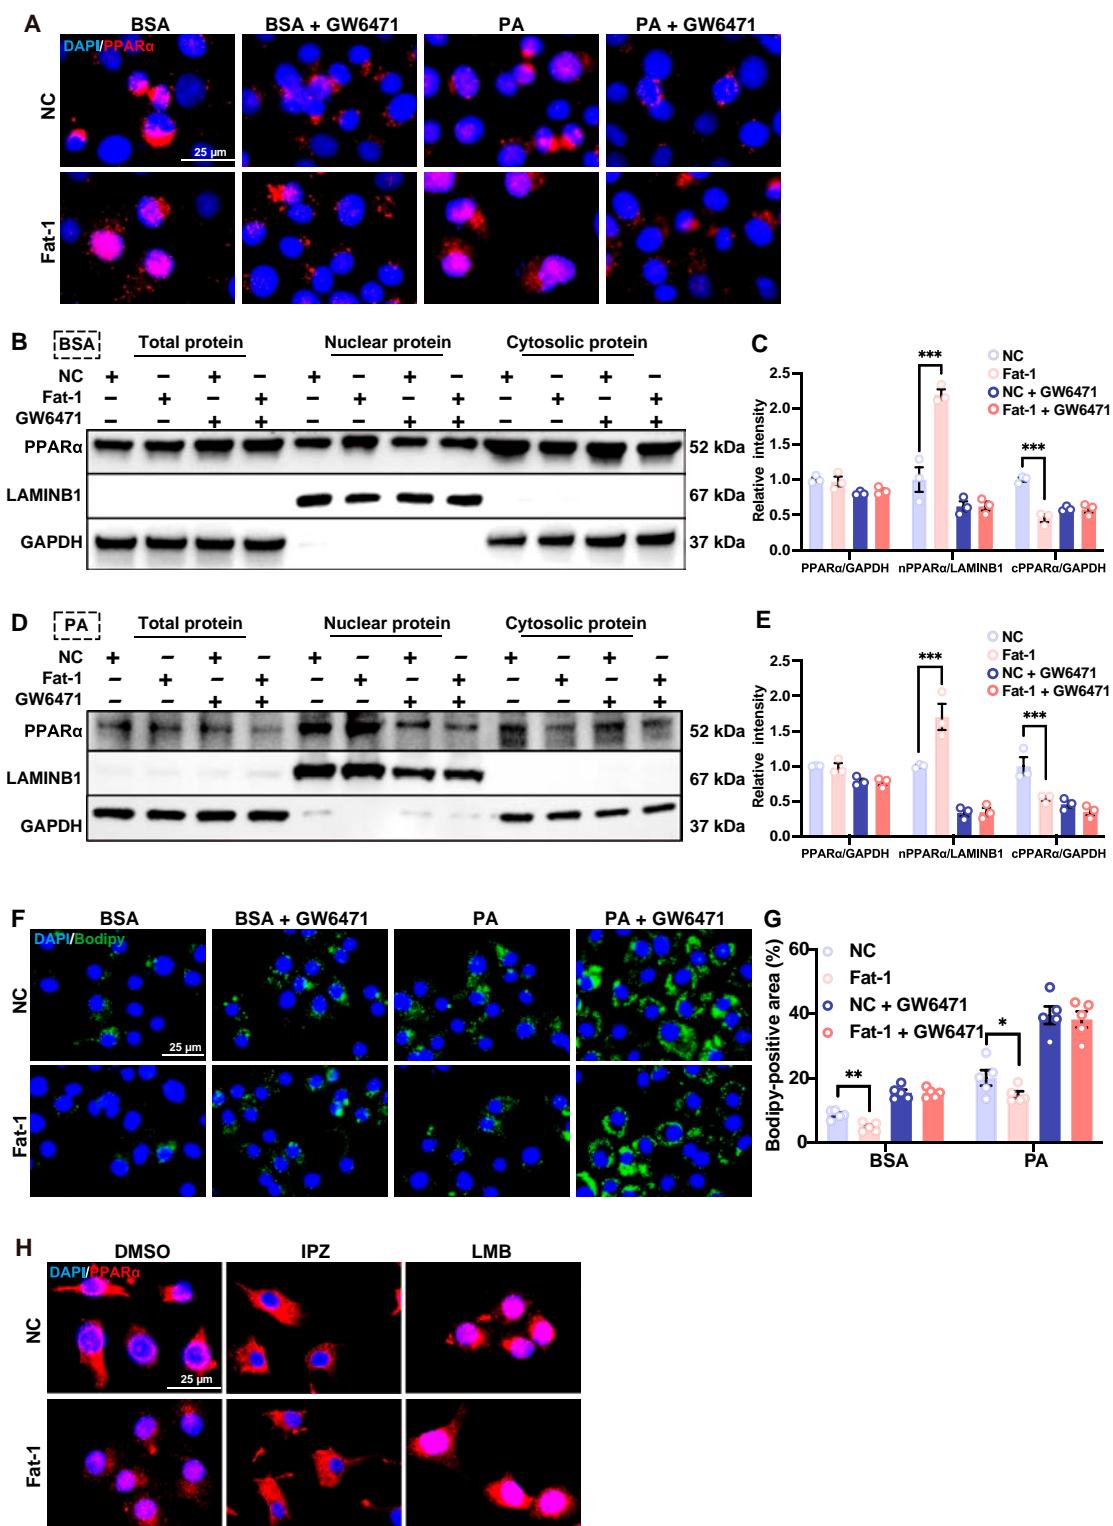 A
BSA BSA + GW6471 PA PA + GW6471
DAPI/PPARα
NC
25 µm
Fat-1
B
BSA Total protein Nuclear protein Cytosolic protein
NC + − + − + − + − + − + −
Fat-1 − + − + − + − + − + − +
GW6471 − − + + − − + + − − + +
PPARα 52 kDa
LAMINB1 67 kDa
GAPDH 37 kDa
C
NC
Fat-1
NC + GW6471
Fat-1 + GW6471
Relative intensity
2.5
2.0
1.5
1.0
0.5
0.0
***
***
PPARα/GAPDH nPPARα/LAMINB1 cPPARα/GAPDH
D
PA Total protein Nuclear protein Cytosolic protein
NC + − + − + − + − + − + −
Fat-1 − + − + − + − + − + − +
GW6471 − − + + − − + + − − + +
PPARα 52 kDa
LAMINB1 67 kDa
GAPDH 37 kDa
E
NC
Fat-1
NC + GW6471
Fat-1 + GW6471
Relative intensity
2.5
2.0
1.5
1.0
0.5
0.0
***
***
PPARα/GAPDH nPPARα/LAMINB1 cPPARα/GAPDH
F
BSA BSA + GW6471 PA PA + GW6471
DAPI/Bodipy
NC
25 µm
Fat-1
G
Bodipy-positive area (%)
60
40
20
0
NC
Fat-1
NC + GW6471
Fat-1 + GW6471
**
*
BSA PA
H
DMSO IPZ LMB
DAPI/PPARα
NC
25 µm
Fat-1